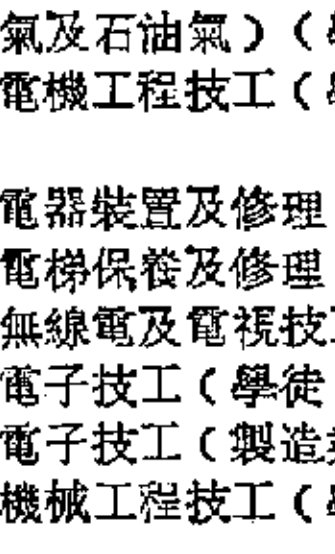 氣及石油氣）（
電機工程技工（
電器裝置及修理
電梯保養及修理
無線電及電視技工
電子技工（學徒
電子技工（製造業
機械工程技工（